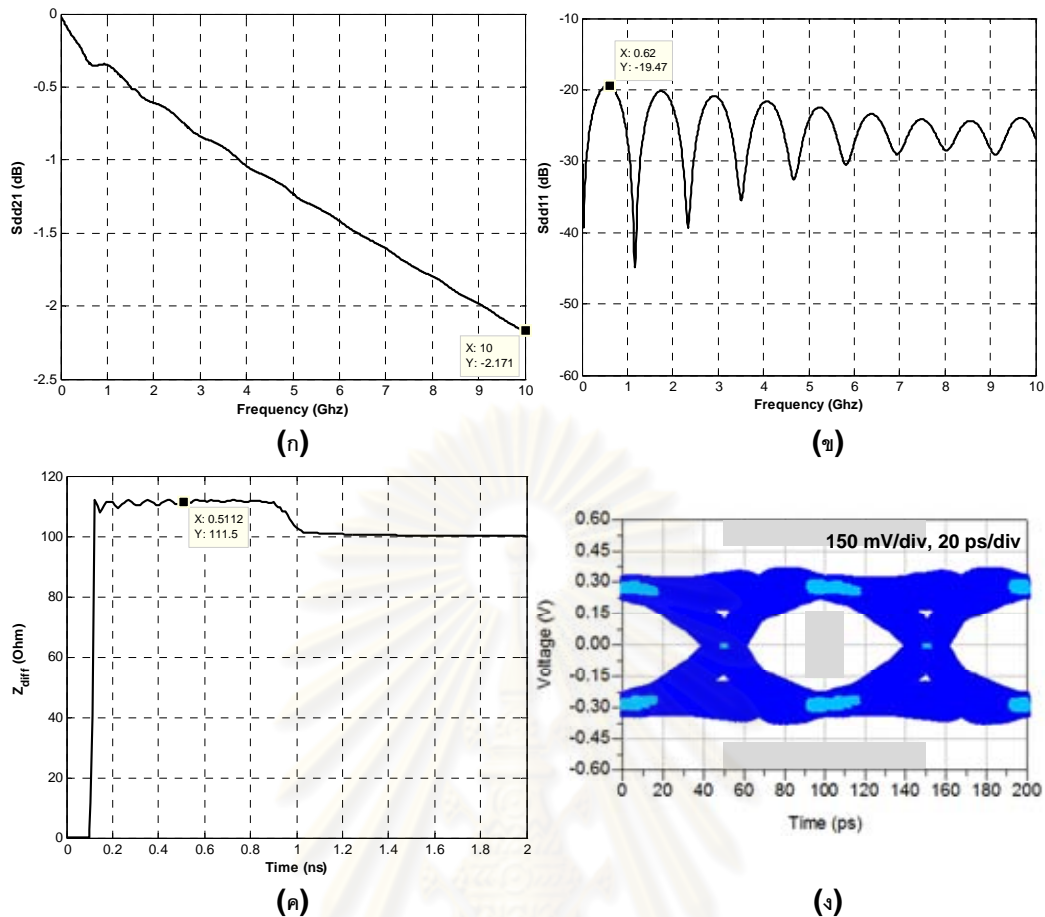 0
-0.5
-1
-1.5
-2
-2.5
Sdd21 (dB)
X: 10
Y: -2.171
0 1 2 3 4 5 6 7 8 9 10
Frequency (Ghz)
(ก)
-10
-20
-30
-40
-50
-60
Sdd11 (dB)
X: 0.62
Y: -19.47
0 1 2 3 4 5 6 7 8 9 10
Frequency (Ghz)
(ข)
120
100
80
60
40
20
0
Z_diff (Ohm)
X: 0.5112
Y: 111.5
0 0.2 0.4 0.6 0.8 1 1.2 1.4 1.6 1.8 2
Time (ns)
(ค)
0.60
0.45
0.30
0.15
0.00
-0.15
-0.30
-0.45
-0.60
Voltage (V)
150 mV/div, 20 ps/div
0 20 40 60 80 100 120 140 160 180 200
Time (ps)
(ง)